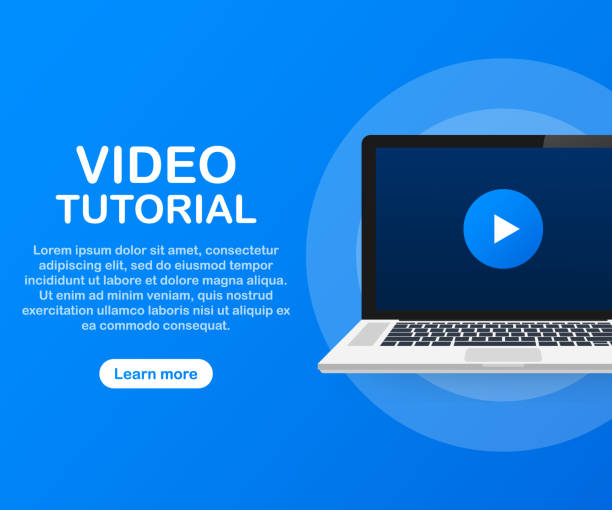 VIDEO
TUTORIAL
Lorem ipsum dolor sit amet, consectetur
adipiscing elit, sed do eiusmod tempor
incididunt ut labore et dolore magna aliqua.
Ut enim ad minim veniam, quis nostrud
exercitation ullamco laboris nisi ut aliquip ex
ea commodo consequat.
Learn more